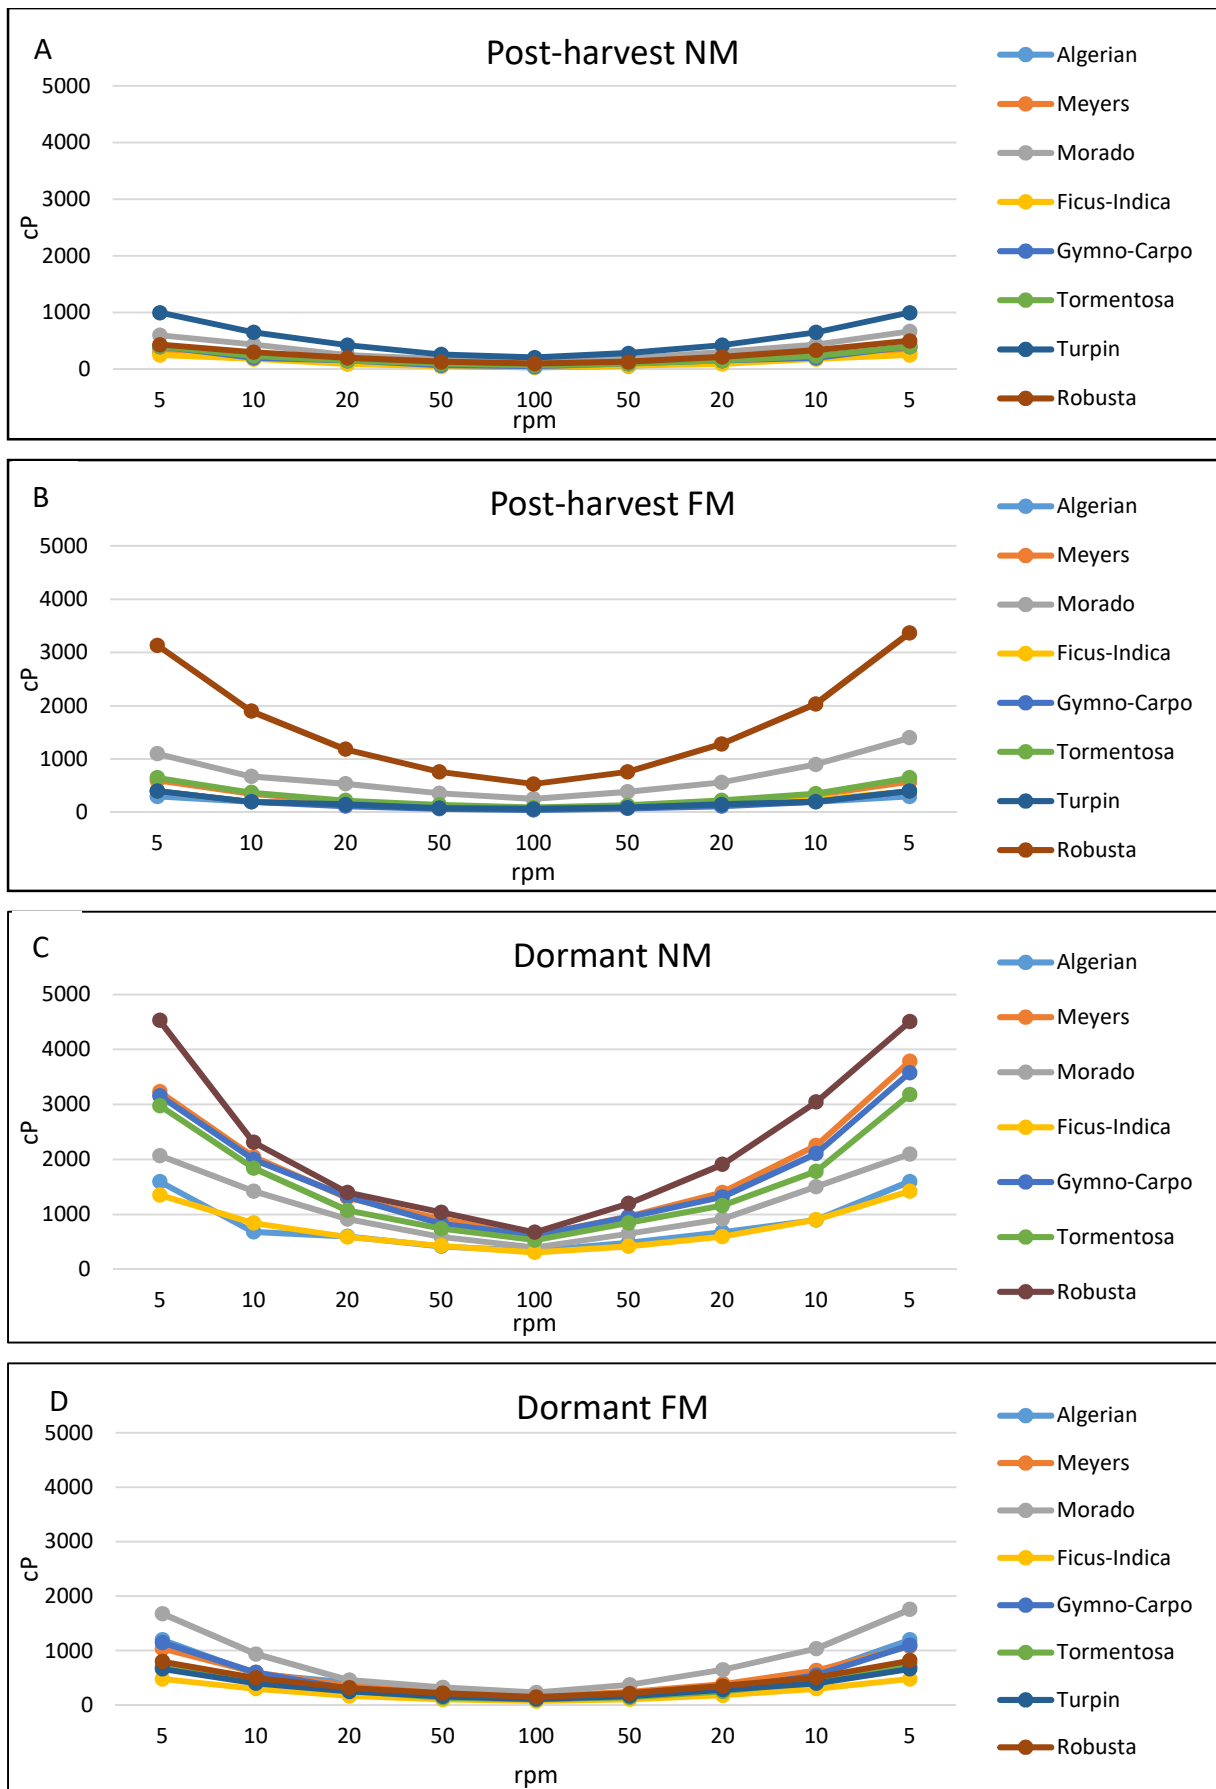 A
Post-harvest NM
5000
4000
3000
2000
1000
0
cP
5 10 20 50 100 50 20 10 5
rpm
Algerian
Meyers
Morado
Ficus-Indica
Gymno-Carpo
Tormentosa
Turpin
Robusta
B
Post-harvest FM
5000
4000
3000
2000
1000
0
cP
5 10 20 50 100 50 20 10 5
rpm
Algerian
Meyers
Morado
Ficus-Indica
Gymno-Carpo
Tormentosa
Turpin
Robusta
C
Dormant NM
5000
4000
3000
2000
1000
0
cP
5 10 20 50 100 50 20 10 5
rpm
Algerian
Meyers
Morado
Ficus-Indica
Gymno-Carpo
Tormentosa
Robusta
D
Dormant FM
5000
4000
3000
2000
1000
0
cP
5 10 20 50 100 50 20 10 5
rpm
Algerian
Meyers
Morado
Ficus-Indica
Gymno-Carpo
Tormentosa
Turpin
Robusta